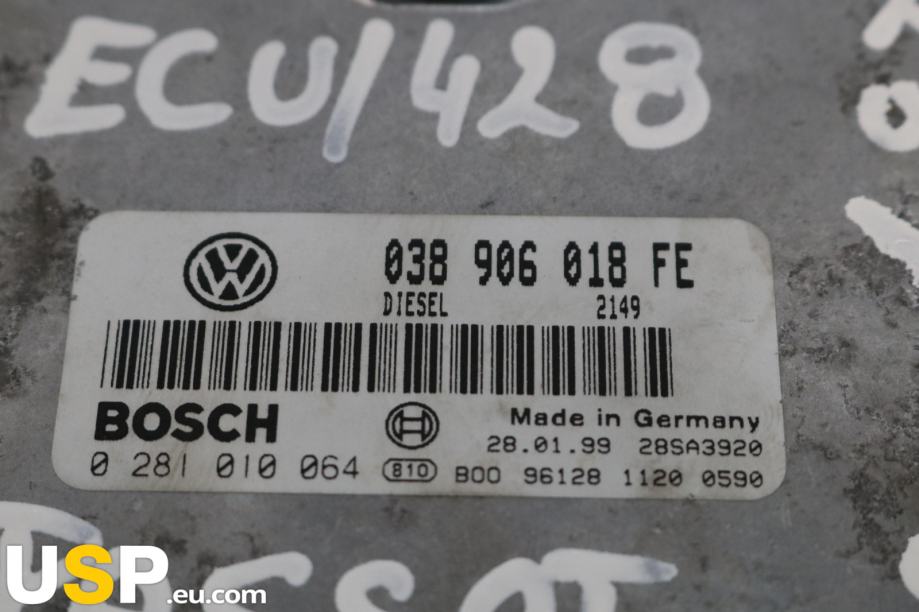 ECU/428
038 906 018 FE
DIESEL 2149
BOSCH
Made in Germany
28.01.99 28SA3920
0 281 010 064 810 B00 96128 1120 0590
USP.eu.com